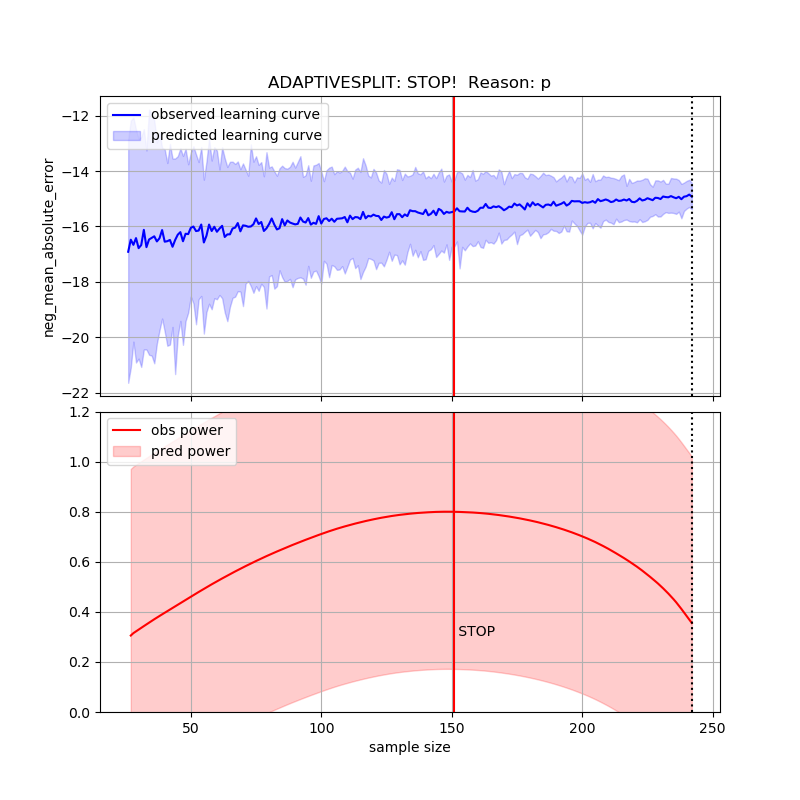 ADAPTIVESPLIT: STOP!  Reason: p
observed learning curve
predicted learning curve
neg_mean_absolute_error
−12
−14
−16
−18
−20
−22
obs power
pred power
1.2
1.0
0.8
0.6
0.4
0.2
0.0
STOP
50
100
150
200
250
sample size